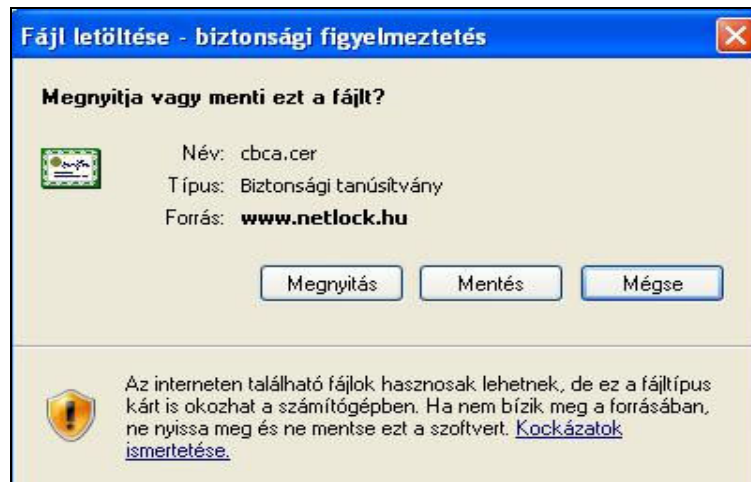 Fájl letöltése - biztonsági figyelmeztetés
Megnyitja vagy menti ezt a fájlt?
Név: cbca.cer
Típus: Biztonsági tanúsítvány
Forrás: www.netlock.hu
Megnyitás Mentés Mégse
Az interneten található fájlok hasznosak lehetnek, de ez a fájltípus
kárt is okozhat a számítógépben. Ha nem bízik meg a forrásában,
ne nyissa meg és ne mentse ezt a szoftvert. Kockázatok
ismertetése.